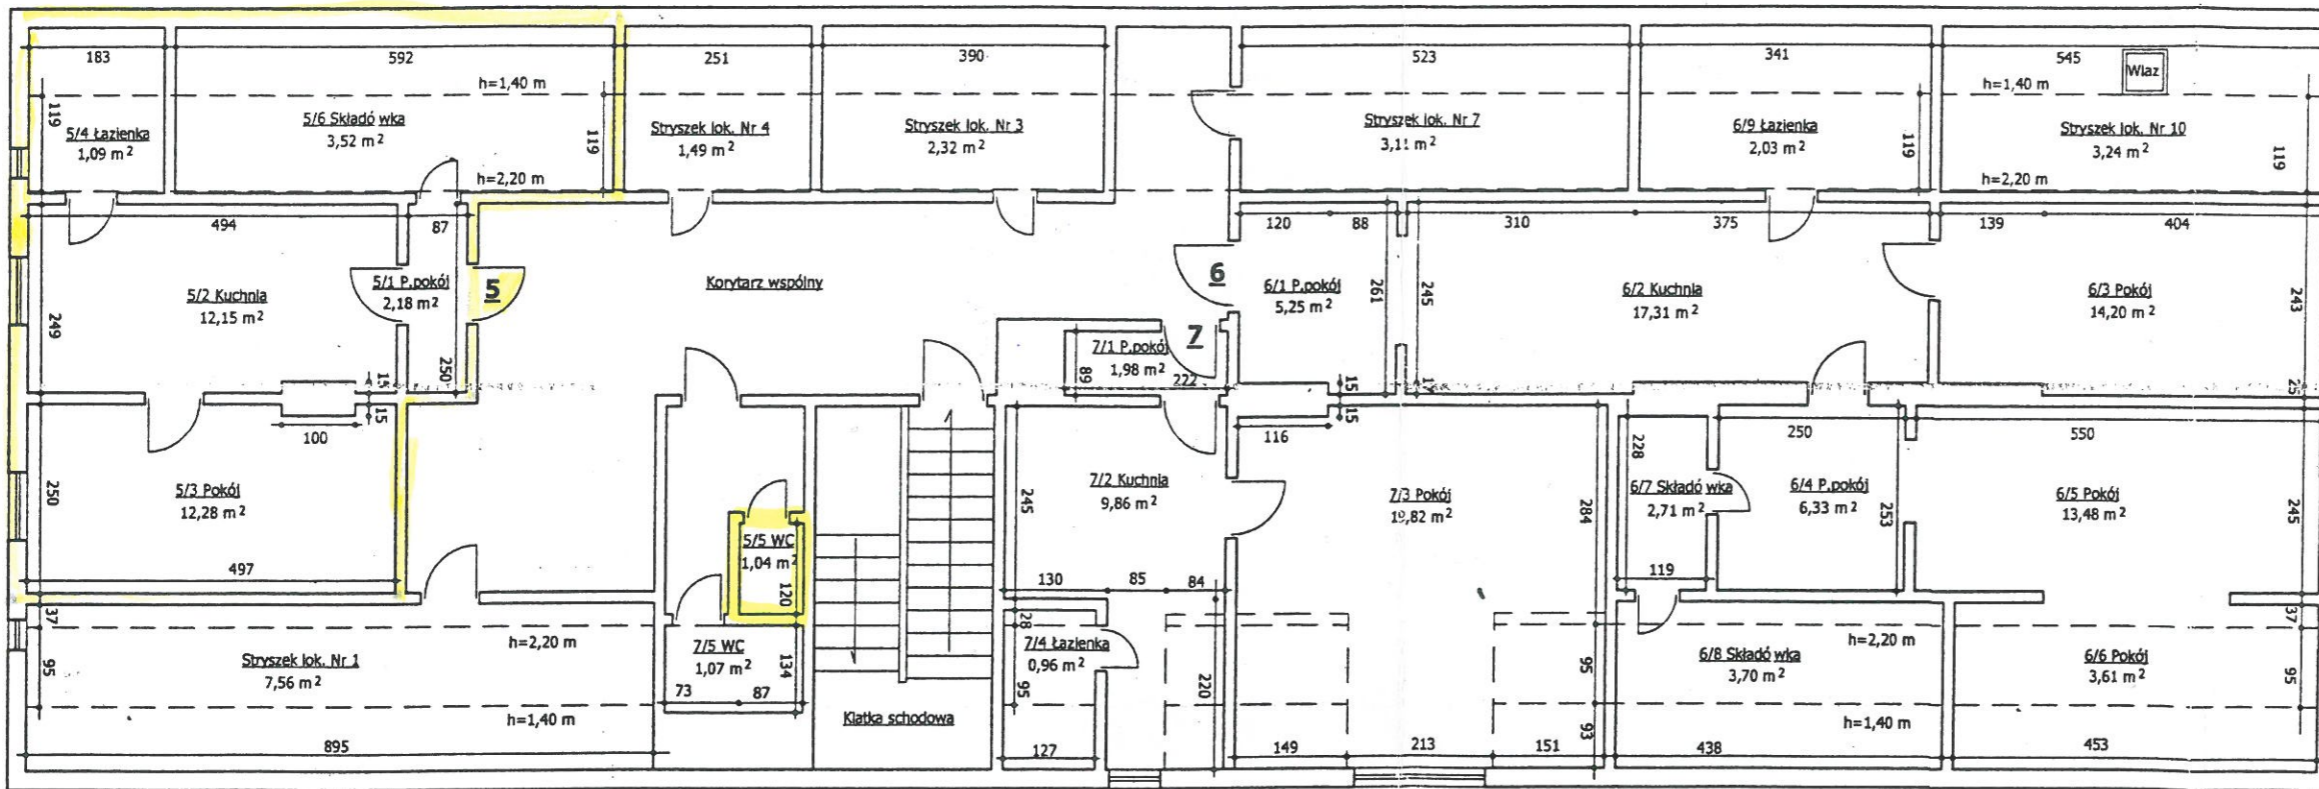 183
592
251
390
523
341
545
Wlaz
h=1,40 m
h=1,40 m
119
5/4 Łazienka
1,09 m²
5/6 Składó wka
3,52 m²
119
Stryszek lok. Nr 4
1,49 m²
Stryszek lok. Nr 3
2,32 m²
Stryszek lok. Nr 7
3,11 m²
6/9 Łazienka
2,03 m²
119
Stryszek lok. Nr 10
3,24 m²
119
h=2,20 m
h=2,20 m
494
87
120
88
310
375
139
404
5/2 Kuchnia
12,15 m²
249
5/1 P.pokój
2,18 m²
250
5
Korytarz wspólny
6
6/1 P.pokój
5,25 m²
261
245
6/2 Kuchnia
17,31 m²
6/3 Pokój
14,20 m²
243
7
7/1 P.pokój
1,98 m²
89
222
15
15
100
15
15
17
25
116
250
550
5/3 Pokój
12,28 m²
250
497
5/5 WC
1,04 m²
120
7/2 Kuchnia
9,86 m²
245
130
85
84
7/3 Pokój
19,82 m²
284
228
6/7 Składó wka
2,71 m²
119
6/4 P.pokój
6,33 m²
253
6/5 Pokój
13,48 m²
245
37
95
Stryszek lok. Nr 1
7,56 m²
h=2,20 m
h=1,40 m
895
7/5 WC
1,07 m²
134
73
87
Klatka schodowa
28
7/4 Łazienka
0,96 m²
95
127
220
149
213
151
95
93
6/8 Składó wka
3,70 m²
h=2,20 m
h=1,40 m
438
6/6 Pokój
3,61 m²
37
95
453